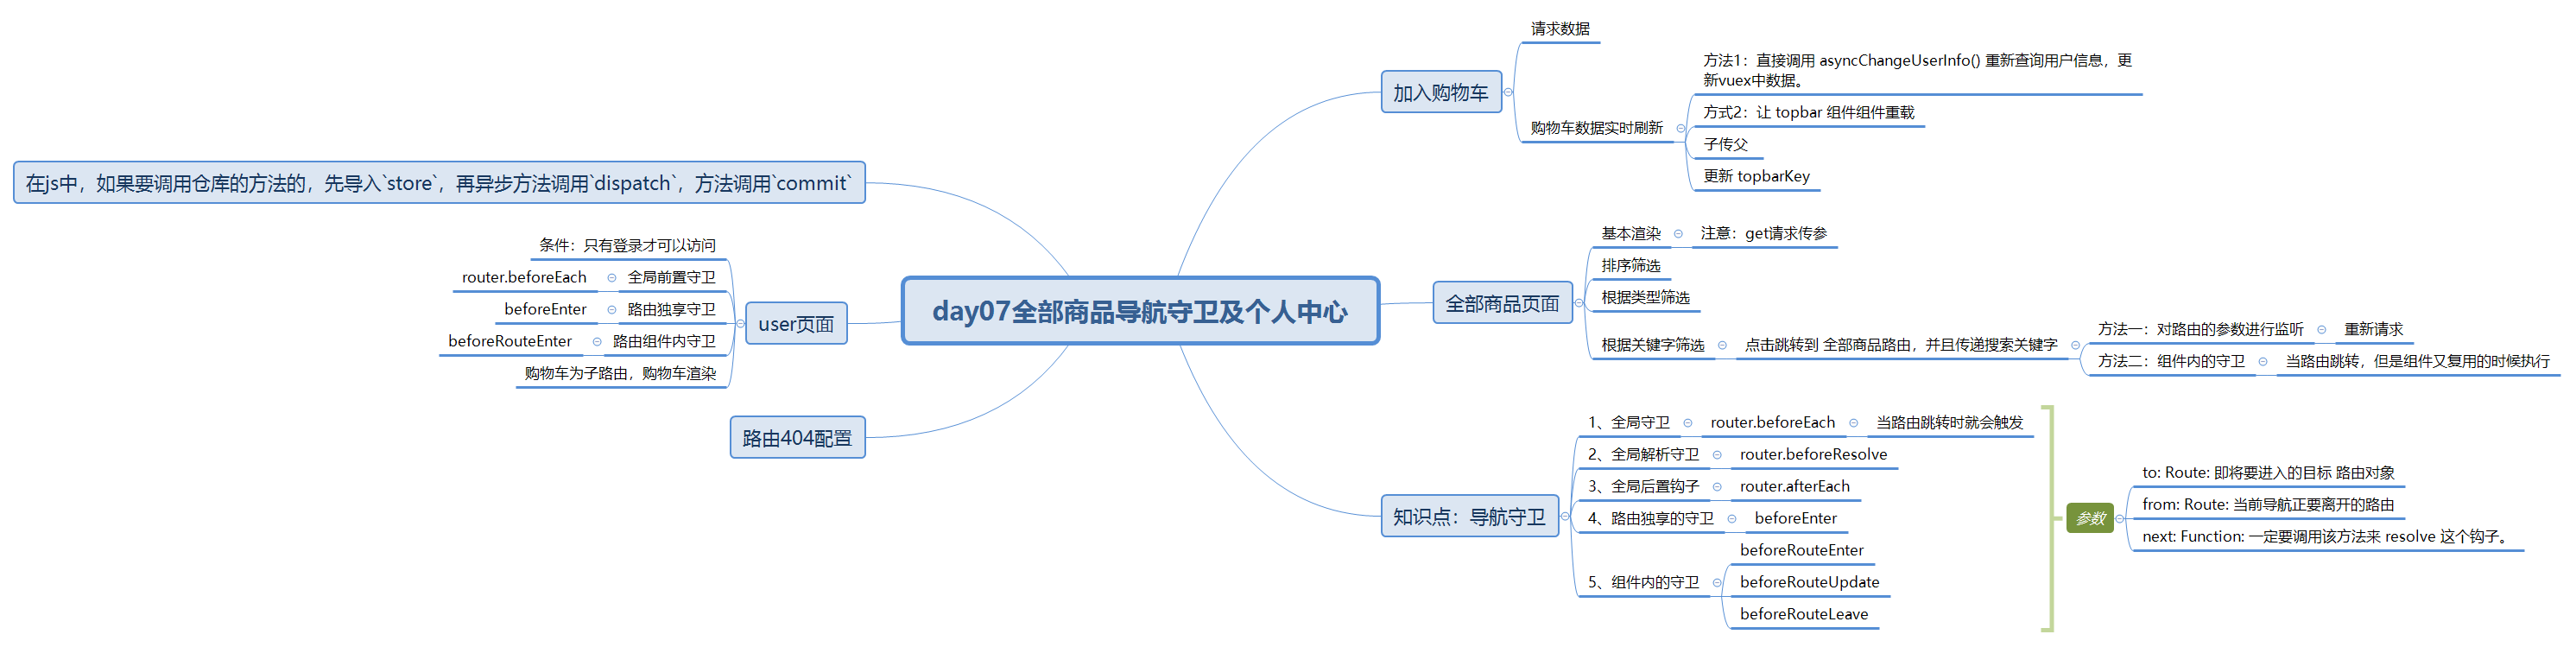 day07全部商品导航守卫及个人中心
加入购物车
请求数据
购物车数据实时刷新
方法1：直接调用 asyncChangeUserInfo() 重新查询用户信息，更
新vuex中数据。
方式2：让 topbar 组件组件重载
子传父
更新 topbarKey
全部商品页面
基本渲染
注意：get请求传参
排序筛选
根据类型筛选
根据关键字筛选
点击跳转到 全部商品路由，并且传递搜索关键字
方法一：对路由的参数进行监听
重新请求
方法二：组件内的守卫
当路由跳转，但是组件又复用的时候执行
知识点：导航守卫
1、全局守卫
router.beforeEach
当路由跳转时就会触发
2、全局解析守卫
router.beforeResolve
3、全局后置钩子
router.afterEach
4、路由独享的守卫
beforeEnter
5、组件内的守卫
beforeRouteEnter
beforeRouteUpdate
beforeRouteLeave
参数
to: Route: 即将要进入的目标 路由对象
from: Route: 当前导航正要离开的路由
next: Function: 一定要调用该方法来 resolve 这个钩子。
在js中，如果要调用仓库的方法的，先导入`store`，再异步方法调用`dispatch`，方法调用`commit`
user页面
条件：只有登录才可以访问
全局前置守卫
router.beforeEach
路由独享守卫
beforeEnter
路由组件内守卫
beforeRouteEnter
购物车为子路由，购物车渲染
路由404配置